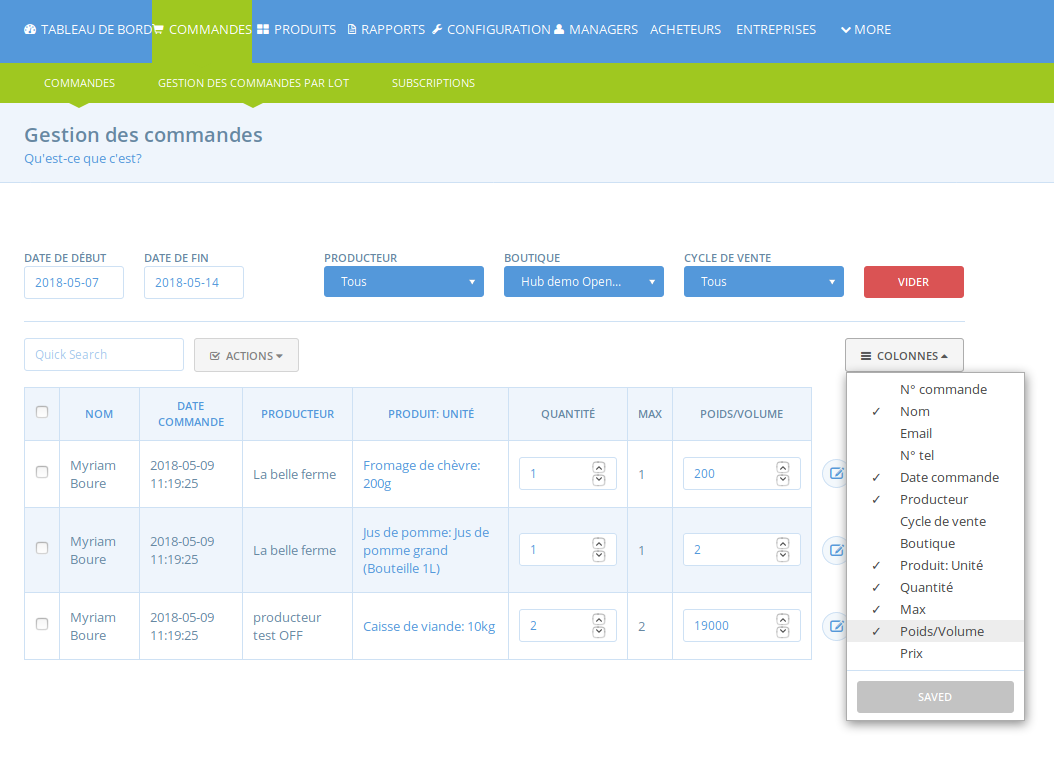 TABLEAU DE BORD COMMANDES PRODUITS RAPPORTS CONFIGURATION MANAGERS ACHETEURS ENTREPRISES MORE
COMMANDES GESTION DES COMMANDES PAR LOT SUBSCRIPTIONS
Gestion des commandes
Qu'est-ce que c'est?
DATE DE DÉBUT DATE DE FIN PRODUCTEUR BOUTIQUE CYCLE DE VENTE
2018-05-07 2018-05-14 Tous Hub demo Open... Tous VIDER
Quick Search ACTIONS COLONNES
NOM DATE COMMANDE PRODUCTEUR PRODUIT: UNITÉ QUANTITÉ MAX POIDS/VOLUME
Myriam Boure 2018-05-09 11:19:25 La belle ferme Fromage de chèvre: 200g 1 1 200
Myriam Boure 2018-05-09 11:19:25 La belle ferme Jus de pomme: Jus de pomme grand (Bouteille 1L) 1 1 2
Myriam Boure 2018-05-09 11:19:25 producteur test OFF Caisse de viande: 10kg 2 2 19000
N° commande
✓ Nom
Email
N° tel
✓ Date commande
✓ Producteur
Cycle de vente
Boutique
✓ Produit: Unité
✓ Quantité
✓ Max
✓ Poids/Volume
Prix
SAVED